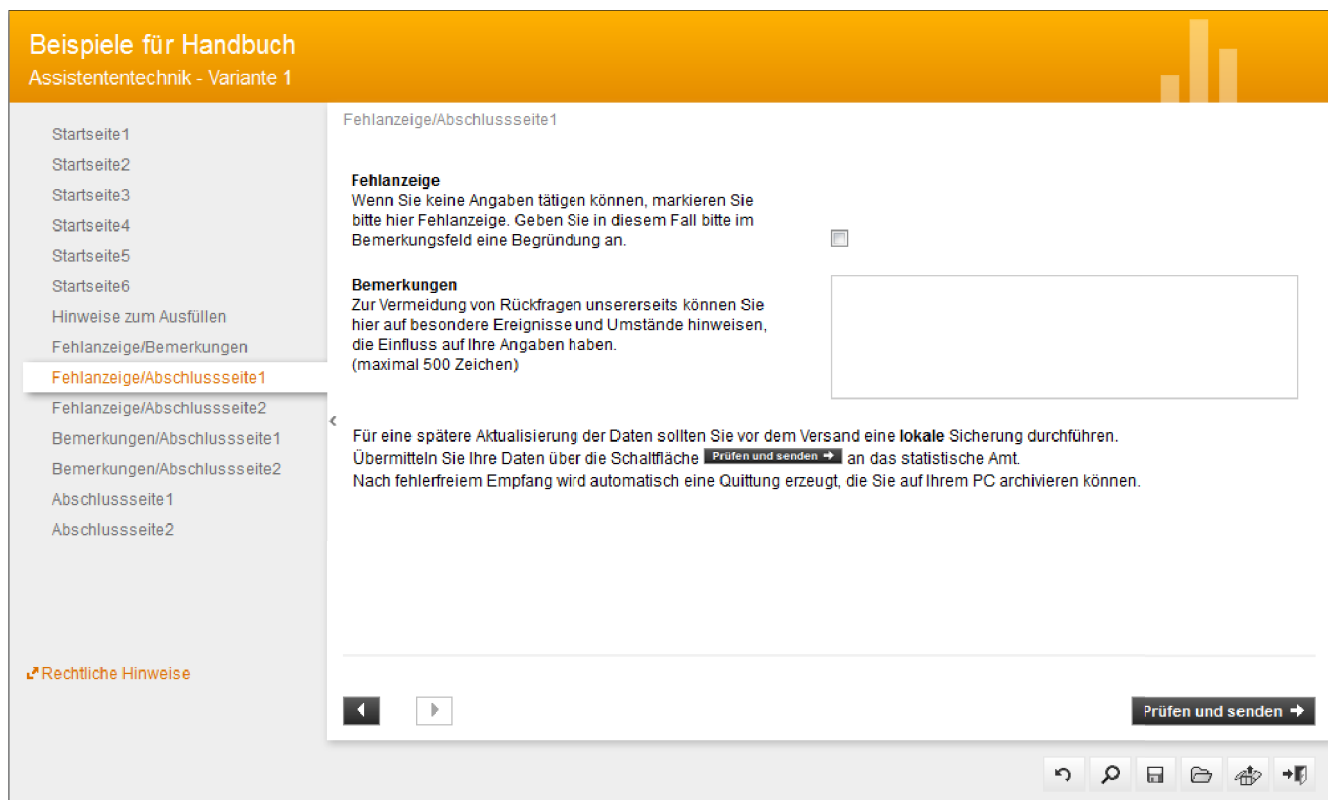 Beispiele für Handbuch
Assistententechnik - Variante 1
Startseite1
Startseite2
Startseite3
Startseite4
Startseite5
Startseite6
Hinweise zum Ausfüllen
Fehlanzeige/Bemerkungen
Fehlanzeige/Abschlussseite1
Fehlanzeige/Abschlussseite2
Bemerkungen/Abschlussseite1
Bemerkungen/Abschlussseite2
Abschlussseite1
Abschlussseite2
Rechtliche Hinweise
Fehlanzeige/Abschlussseite1
Fehlanzeige
Wenn Sie keine Angaben tätigen können, markieren Sie
bitte hier Fehlanzeige. Geben Sie in diesem Fall bitte im
Bemerkungsfeld eine Begründung an.
Bemerkungen
Zur Vermeidung von Rückfragen unsererseits können Sie
hier auf besondere Ereignisse und Umstände hinweisen,
die Einfluss auf Ihre Angaben haben.
(maximal 500 Zeichen)
Für eine spätere Aktualisierung der Daten sollten Sie vor dem Versand eine lokale Sicherung durchführen.
Übermitteln Sie Ihre Daten über die Schaltfläche Prüfen und senden an das statistische Amt.
Nach fehlerfreiem Empfang wird automatisch eine Quittung erzeugt, die Sie auf Ihrem PC archivieren können.
Prüfen und senden